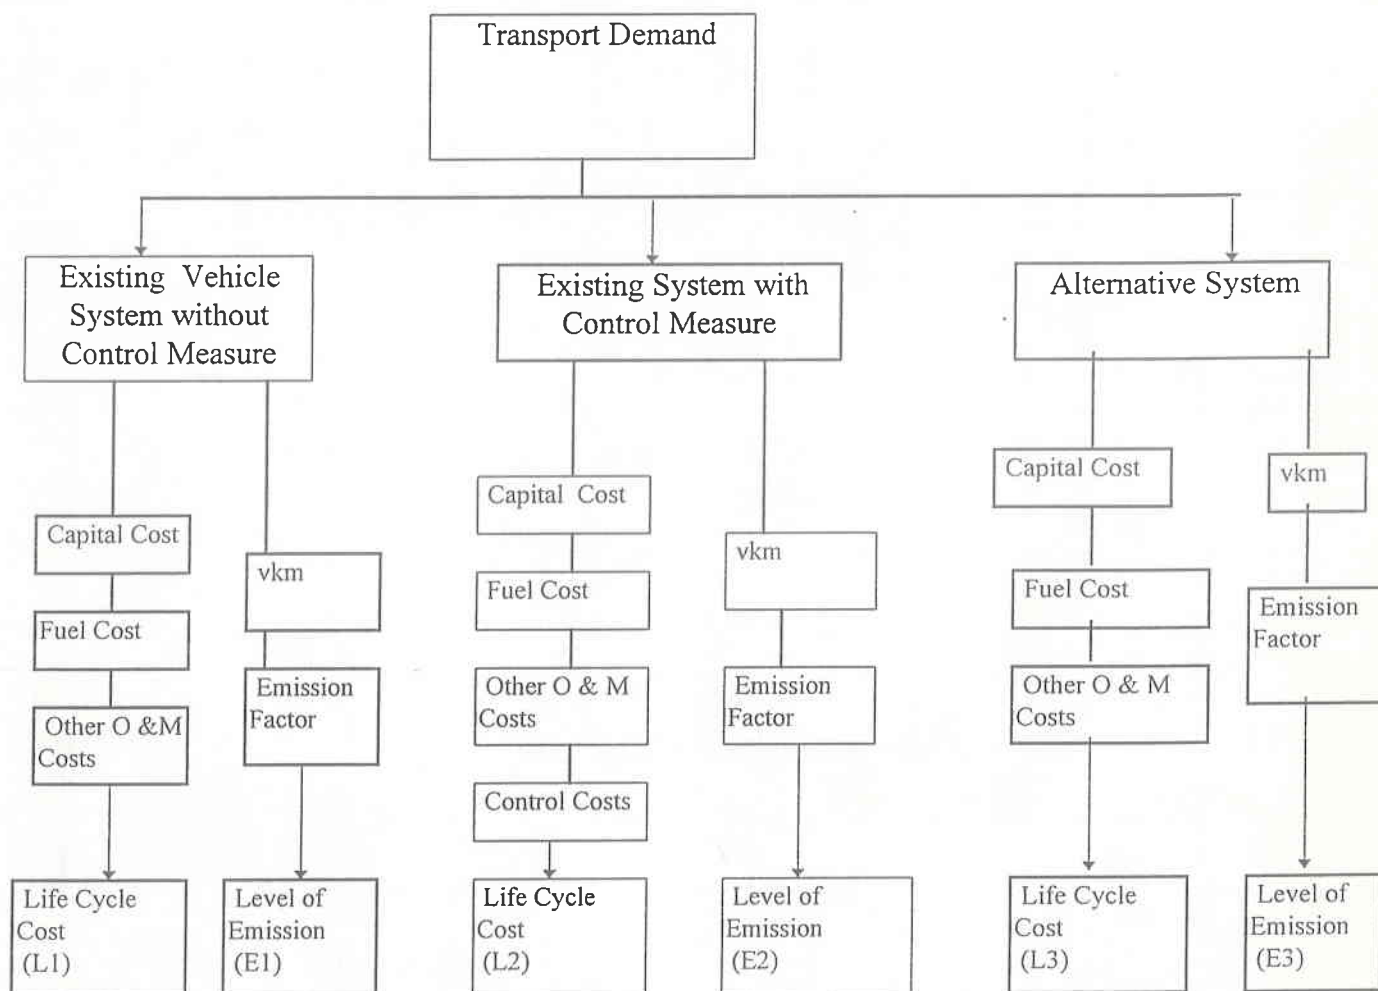 Transport Demand
Existing Vehicle
System without
Control Measure
Existing System with
Control Measure
Alternative System
Capital Cost
Fuel Cost
Other O &M
Costs
vkm
Emission
Factor
Life Cycle
Cost
(L1)
Level of
Emission
(E1)
Capital Cost
Fuel Cost
Other O & M
Costs
Control Costs
vkm
Emission
Factor
Life Cycle
Cost
(L2)
Level of
Emission
(E2)
Capital Cost
Fuel Cost
Other O & M
Costs
vkm
Emission
Factor
Life Cycle
Cost
(L3)
Level of
Emission
(E3)